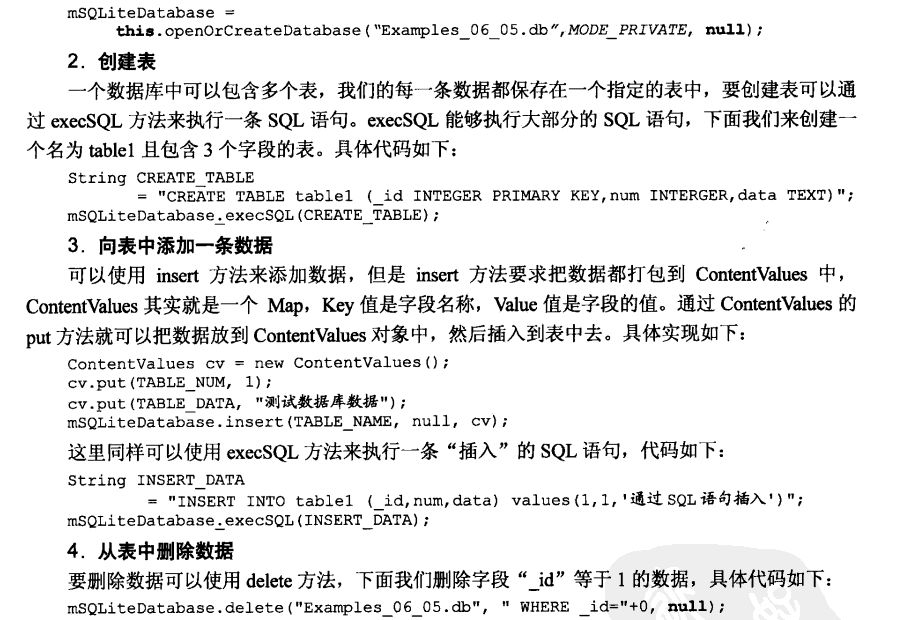 mSQLiteDatabase =
this.openOrCreateDatabase("Examples_06_05.db",MODE_PRIVATE, null);
2．创建表
一个数据库中可以包含多个表，我们的每一条数据都保存在一个指定的表中，要创建表可以通
过 execSQL 方法来执行一条 SQL 语句。execSQL 能够执行大部分的 SQL 语句，下面我们来创建一
个名为 table1 且包含 3 个字段的表。具体代码如下：
String CREATE_TABLE
= "CREATE TABLE table1 (_id INTEGER PRIMARY KEY,num INTERGER,data TEXT)";
mSQLiteDatabase.execSQL(CREATE_TABLE);
3．向表中添加一条数据
可以使用 insert 方法来添加数据，但是 insert 方法要求把数据都打包到 ContentValues 中，
ContentValues 其实就是一个 Map，Key 值是字段名称，Value 值是字段的值。通过 ContentValues 的
put 方法就可以把数据放到 ContentValues 对象中，然后插入到表中去。具体实现如下：
ContentValues cv = new ContentValues();
cv.put(TABLE_NUM, 1);
cv.put(TABLE_DATA, "测试数据库数据");
mSQLiteDatabase.insert(TABLE_NAME, null, cv);
这里同样可以使用 execSQL 方法来执行一条“插入”的 SQL 语句，代码如下：
String INSERT_DATA
= "INSERT INTO table1 (_id,num,data) values(1,1,'通过 SQL 语句插入')";
mSQLiteDatabase.execSQL(INSERT_DATA);
4．从表中删除数据
要删除数据可以使用 delete 方法，下面我们删除字段“_id”等于 1 的数据，具体代码如下：
mSQLiteDatabase.delete("Examples_06_05.db", " WHERE _id="+0, null);